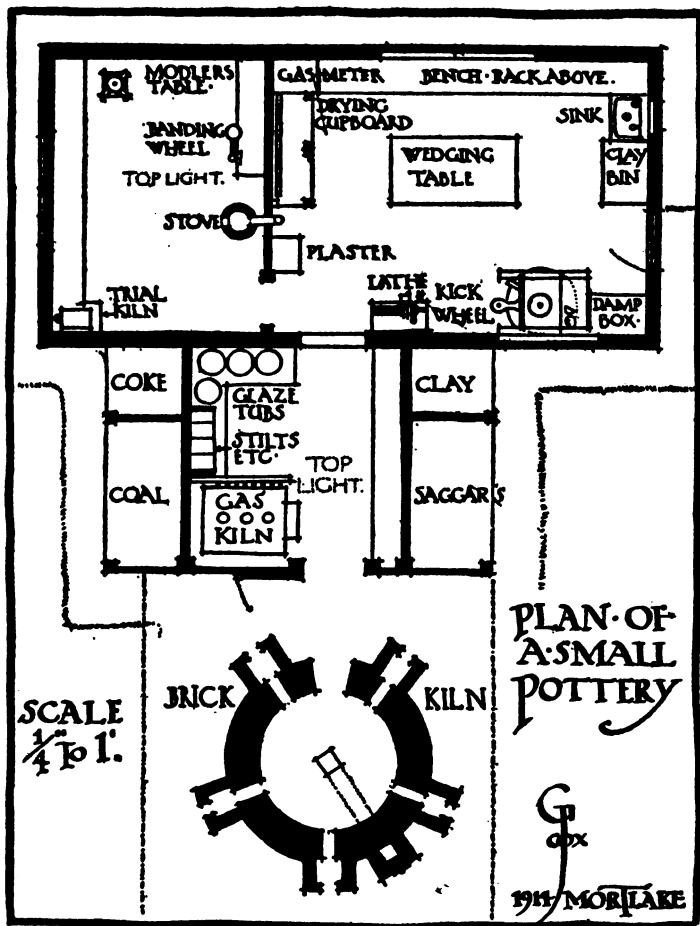 MODLERS
TABLE·
GAS·METER BENCH·RACK ABOVE.
DRYING
CUPBOARD
SINK
BANDING
WHEEL
WEDGING
TABLE
CLAY
BIN
TOP LIGHT.
STOVE
PLASTER
TRIAL
KILN
LATHE
KICK
WHEEL
DAMP
BOX·
COKE
GLAZE
TUBS
CLAY
STILTS
ETC·
TOP
LIGHT.
COAL
GAS
KILN
SAGGARS
PLAN·OF·
A·SMALL
POTTERY
BRICK KILN
SCALE
1/4" To 1'.
G
COX
1914 MORTLAKE